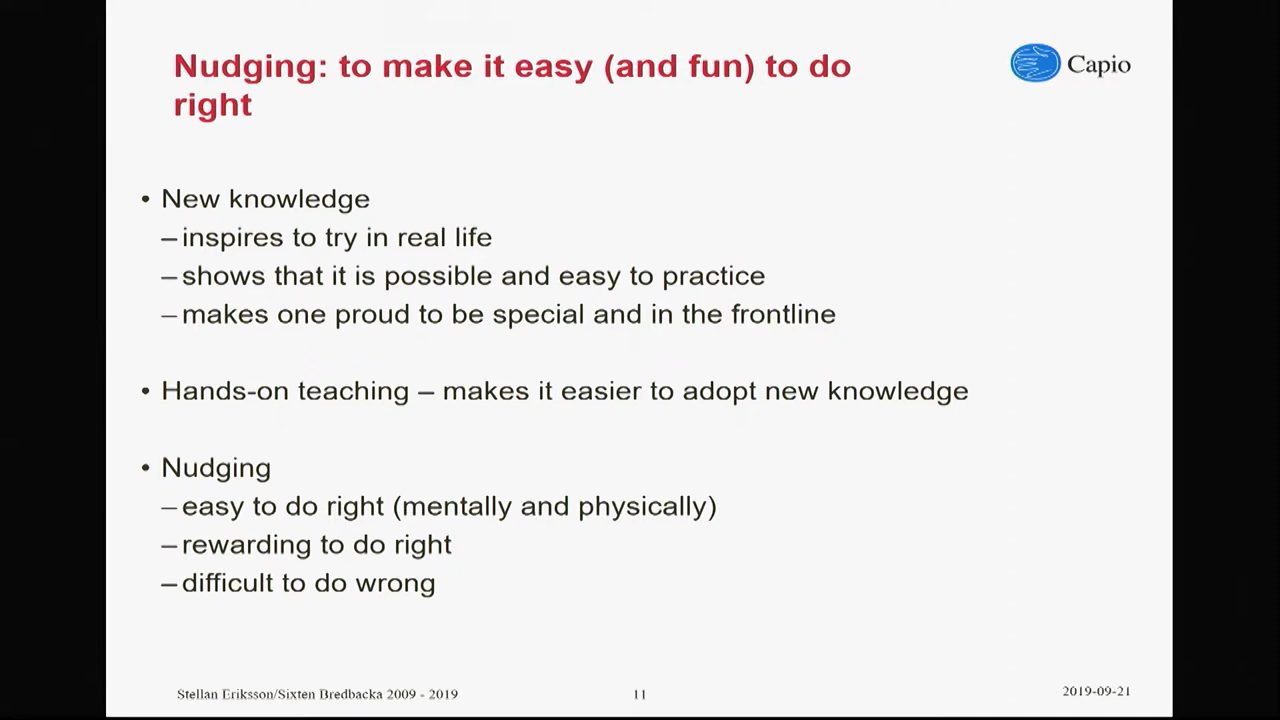 Nudging: to make it easy (and fun) to do
right
Capio
• New knowledge
– inspires to try in real life
– shows that it is possible and easy to practice
– makes one proud to be special and in the frontline
• Hands-on teaching – makes it easier to adopt new knowledge
• Nudging
– easy to do right (mentally and physically)
– rewarding to do right
– difficult to do wrong
Stellan Eriksson/Sixten Bredbacka 2009 - 2019
11
2019-09-21